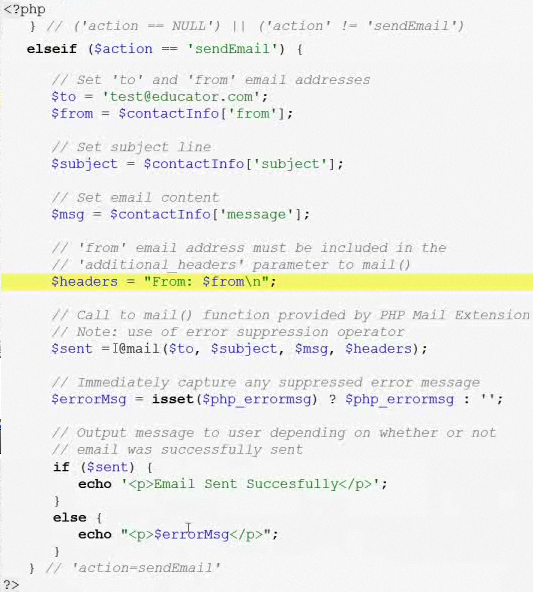 <?php
} // ('action == NULL') || ('action' != 'sendEmail')
elseif ($action == 'sendEmail') {
// Set 'to' and 'from' email addresses
$to = 'test@educator.com';
$from = $contactInfo['from'];
// Set subject line
$subject = $contactInfo['subject'];
// Set email content
$msg = $contactInfo['message'];
// 'from' email address must be included in the
// 'additional_headers' parameter to mail()
$headers = "From: $from\n";
// Call to mail() function provided by PHP Mail Extension
// Note: use of error suppression operator
$sent = @mail($to, $subject, $msg, $headers);
// Immediately capture any suppressed error message
$errorMsg = isset($php_errormsg) ? $php_errormsg : '';
// Output message to user depending on whether or not
// email was successfully sent
if ($sent) {
echo '<p>Email Sent Succesfully</p>';
}
else {
echo "<p>$errorMsg</p>";
}
} // 'action=sendEmail'
?>